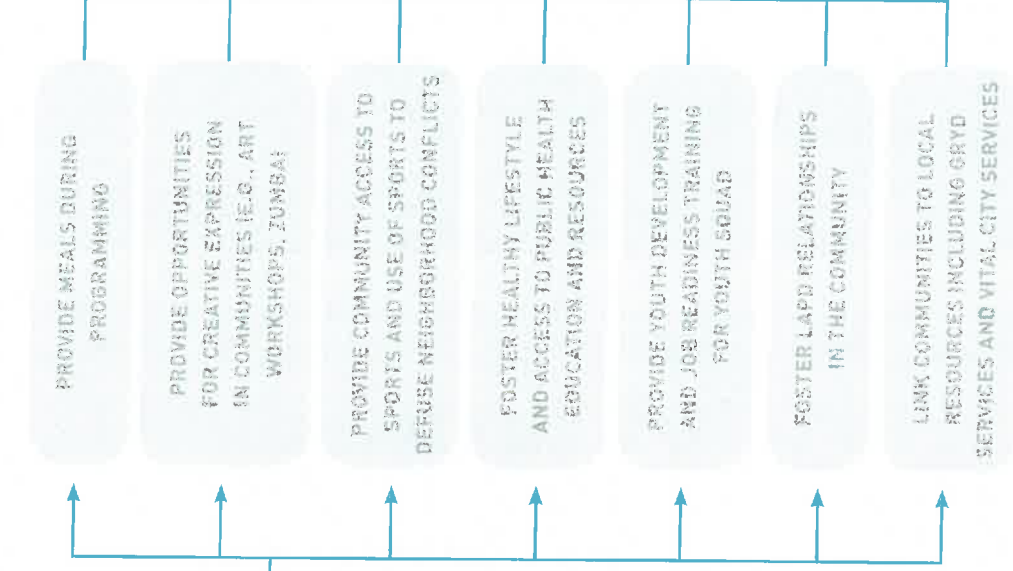 PROVIDE MEALS DURING
PROGRAMMING
PROVIDE OPPORTUNITIES
FOR CREATIVE EXPRESSION
IN COMMUNITIES (E.G., ART
WORKSHOPS, ZUMBA)
PROVIDE COMMUNITY ACCESS TO
SPORTS AND USE OF SPORTS TO
DEFUSE NEIGHBORHOOD CONFLICTS
FOSTER HEALTHY LIFESTYLE
AND ACCESS TO PUBLIC HEALTH
EDUCATION AND RESOURCES
PROVIDE YOUTH DEVELOPMENT
AND JOB READINESS TRAINING
FOR YOUTH SQUAD
FOSTER LAPD RELATIONSHIPS
IN THE COMMUNITY
LINK COMMUNITIES TO LOCAL
RESOURCES INCLUDING GRYD
SERVICES AND VITAL CITY SERVICES